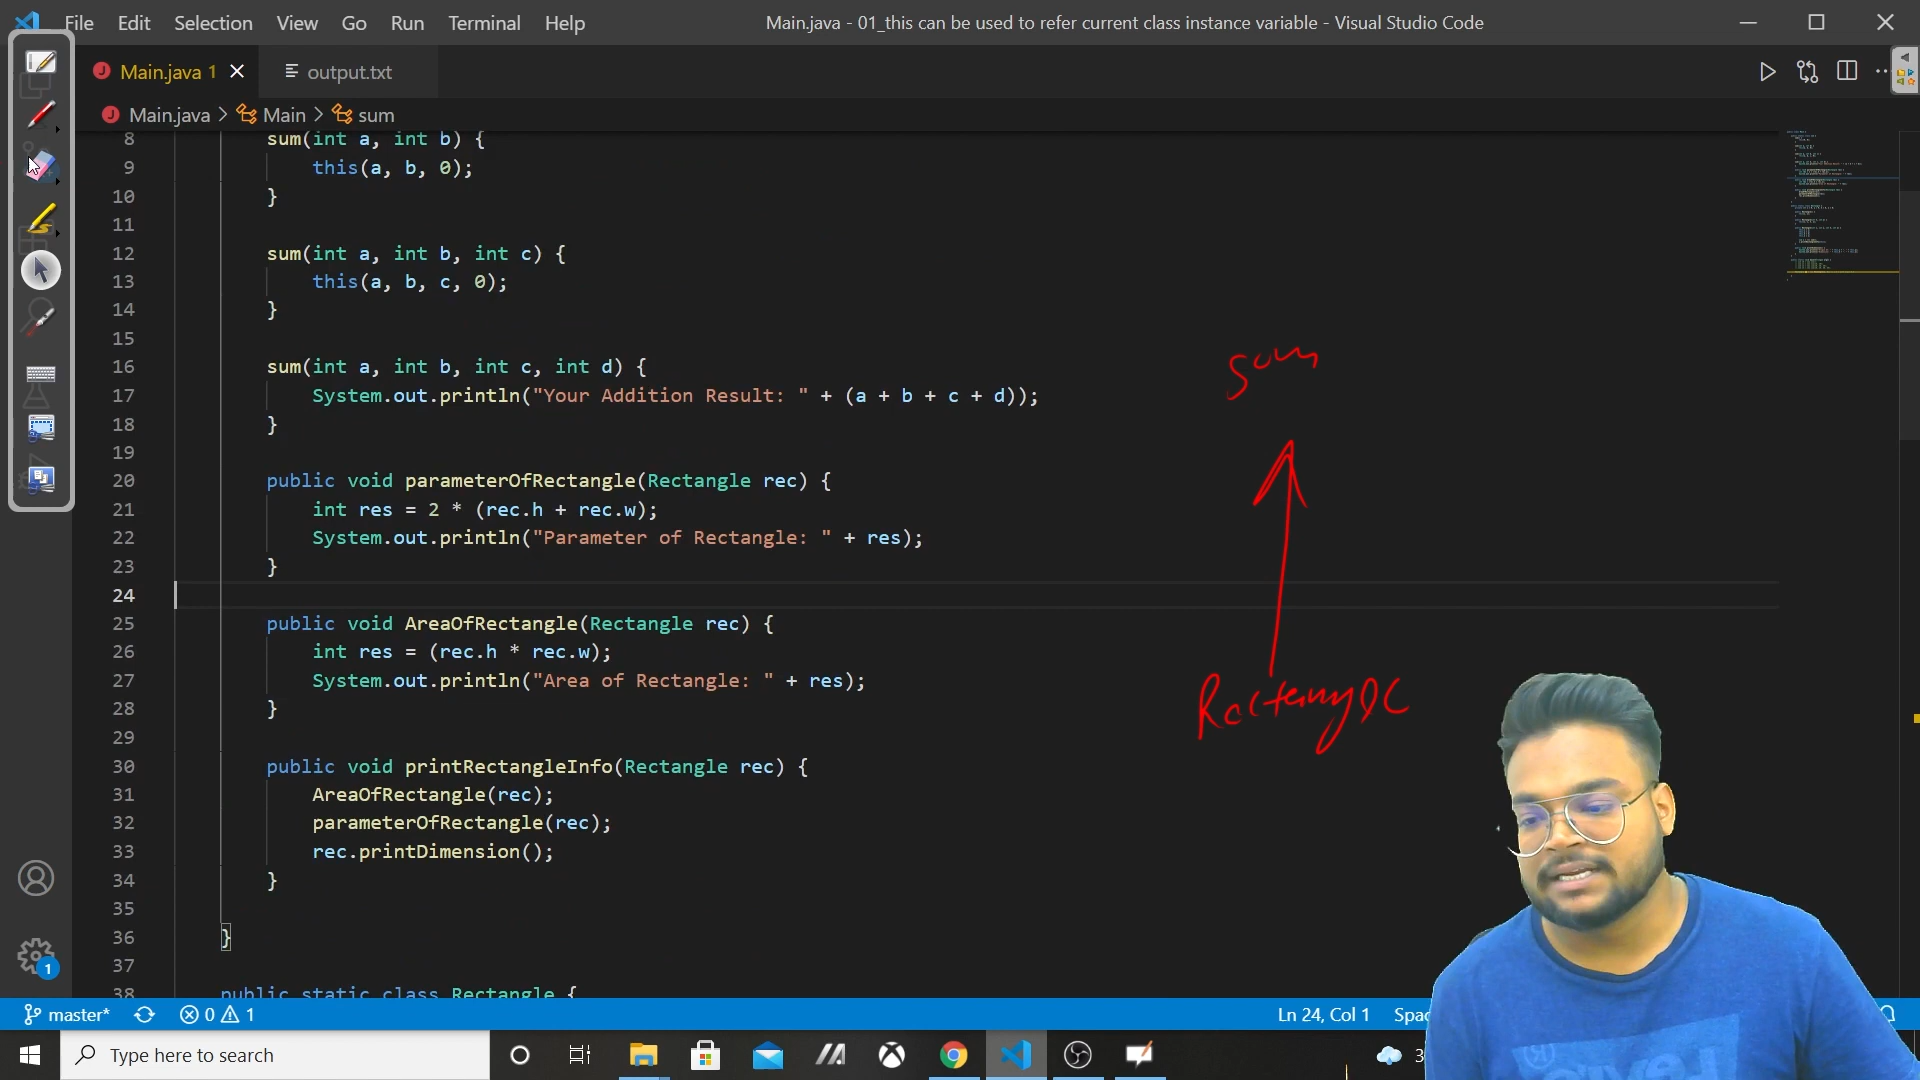 File Edit Selection View Go Run Terminal Help Main.java - 01_this can be used to refer current class instance variable - Visual Studio Code
Main.java 1 output.txt
Main.java > Main > sum
8 sum(int a, int b) {
9 this(a, b, 0);
10 }
11
12 sum(int a, int b, int c) {
13 this(a, b, c, 0);
14 }
15
16 sum(int a, int b, int c, int d) {
17 System.out.println("Your Addition Result: " + (a + b + c + d));
18 }
19
20 public void parameterOfRectangle(Rectangle rec) {
21 int res = 2 * (rec.h + rec.w);
22 System.out.println("Parameter of Rectangle: " + res);
23 }
24
25 public void AreaOfRectangle(Rectangle rec) {
26 int res = (rec.h * rec.w);
27 System.out.println("Area of Rectangle: " + res);
28 }
29
30 public void printRectangleInfo(Rectangle rec) {
31 AreaOfRectangle(rec);
32 parameterOfRectangle(rec);
33 rec.printDimension();
34 }
35
36 }
37
38 public static class Rectangle {
Sum
Rectangle
1
master* 0 1 Ln 24, Col 1 Spac
Type here to search 3